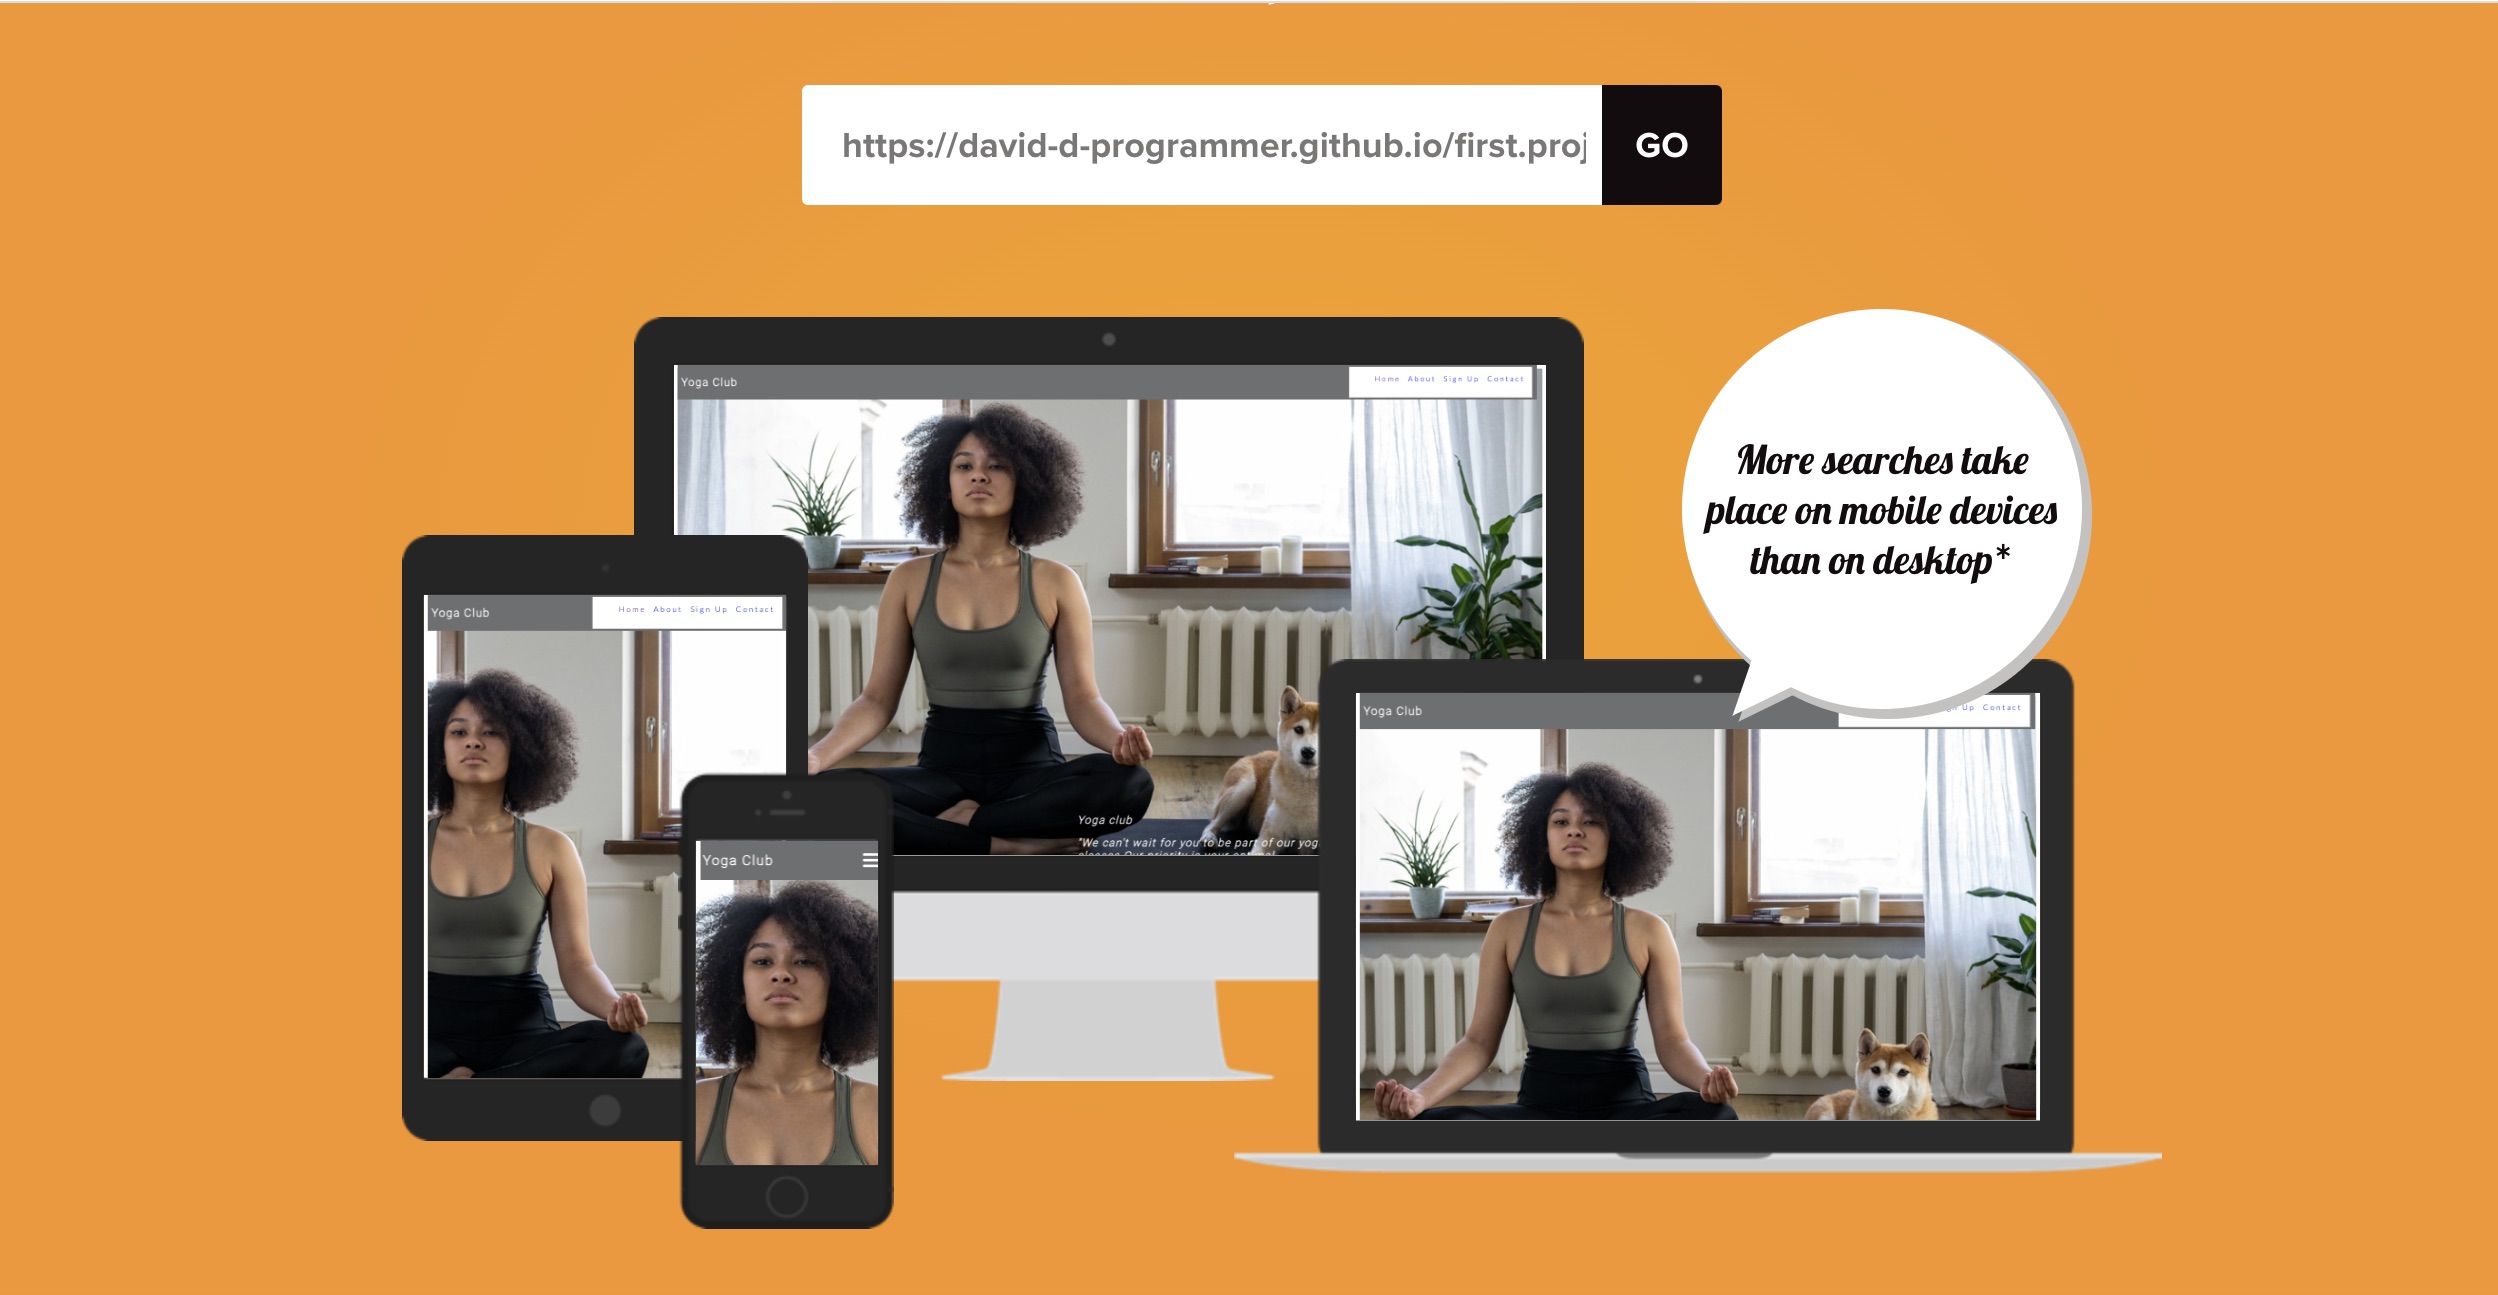 https://david-d-programmer.github.io/first.proj
GO
Yoga Club
Home About Sign Up Contact
More searches take
place on mobile devices
than on desktop*
Yoga Club
Home About Sign Up Contact
Yoga Club
Up Contact
Yoga club
"We can't wait for you to be part of our yog
Yoga Club